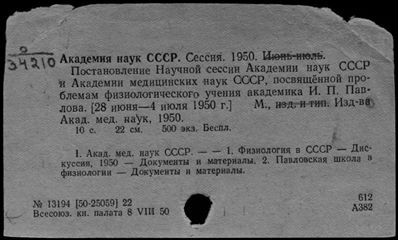 2
34210
Академия наук СССР. Сессия. 1950. Июнь-июль.
Постановление Научной сессии Академии наук СССР
и Академии медицинских наук СССР, посвящённой про-
блемам физиологического учения академика И. П. Пав-
лова. [28 июня—4 июля 1950 г.] М., изд. и тип. Изд-ва
Акад. мед. наук, 1950.
16 с. 22 см. 500 экз. Беспл.
1. Акад. мед. наук СССР. — — 1. Физиология в СССР — Дис-
куссия, 1950 — Документы и материалы. 2. Павловская школа в
физиологии — Документы и материалы.
№ 13194 [50-25059] 22
612
Всесоюз. кн. палата 8 VIII 50
А382